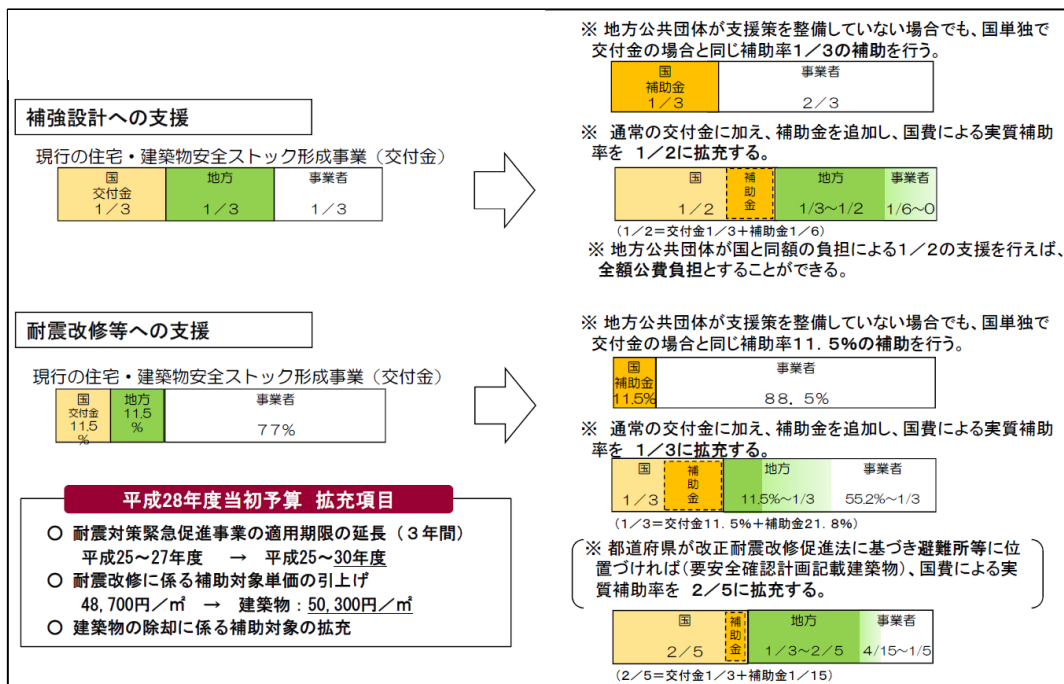 補強設計への支援
現行の住宅・建築物安全ストック形成事業（交付金）
国
交付金
1／3
地方
1／3
事業者
1／3
※ 地方公共団体が支援策を整備していない場合でも、国単独で
交付金の場合と同じ補助率1／3の補助を行う。
国
補助金
1／3
事業者
2／3
※ 通常の交付金に加え、補助金を追加し、国費による実質補助
率を 1／2に拡充する。
国
1／2
補
助
金
地方
1/3～1/2
事業者
1/6～0
（1／2＝交付金1／3＋補助金1／6）
※ 地方公共団体が国と同額の負担による1／2の支援を行えば、
全額公費負担とすることができる。
耐震改修等への支援
現行の住宅・建築物安全ストック形成事業（交付金）
国
交付金
11.5
%
地方
11.5
%
事業者
77%
※ 地方公共団体が支援策を整備していない場合でも、国単独で
交付金の場合と同じ補助率11．5%の補助を行う。
国
補助金
11.5%
事業者
88．5%
※ 通常の交付金に加え、補助金を追加し、国費による実質補助
率を 1／3に拡充する。
国
1／3
補
助
金
地方
11.5%～1/3
事業者
55.2%～1/3
（1／3＝交付金11．5%＋補助金21．8%）
※ 都道府県が改正耐震改修促進法に基づき避難所等に位
置づければ（要安全確認計画記載建築物）、国費による実
質補助率を 2／5に拡充する。
国
2／5
補
助
金
地方
1／3～2／5
事業者
4/15～1/5
（2／5＝交付金1／3＋補助金1／15）
平成28年度当初予算 拡充項目
○ 耐震対策緊急促進事業の適用期限の延長（３年間）
平成25～27年度 → 平成25～30年度
○ 耐震改修に係る補助対象単価の引上げ
48,700円／㎡ → 建築物：50,300円／㎡
○ 建築物の除却に係る補助対象の拡充